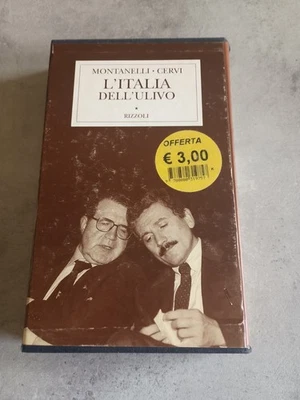 MONTANELLI • CERVI
L'ITALIA
DELL'ULIVO
RIZZOLI
OFFERTA
€ 3,00